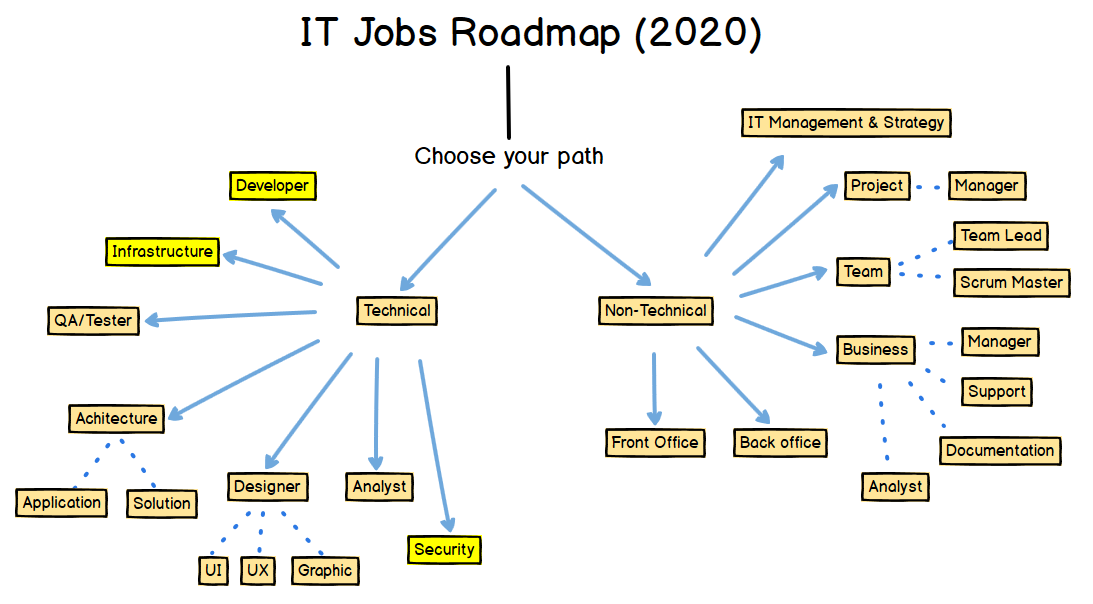 IT Jobs Roadmap (2020)
Choose your path
IT Management & Strategy
Developer
Project
Manager
Team Lead
Infrastructure
Team
Scrum Master
Technical
Non-Technical
QA/Tester
Business
Manager
Support
Achitecture
Front Office
Back office
Documentation
Designer
Analyst
Analyst
Application
Solution
Security
UI
UX
Graphic